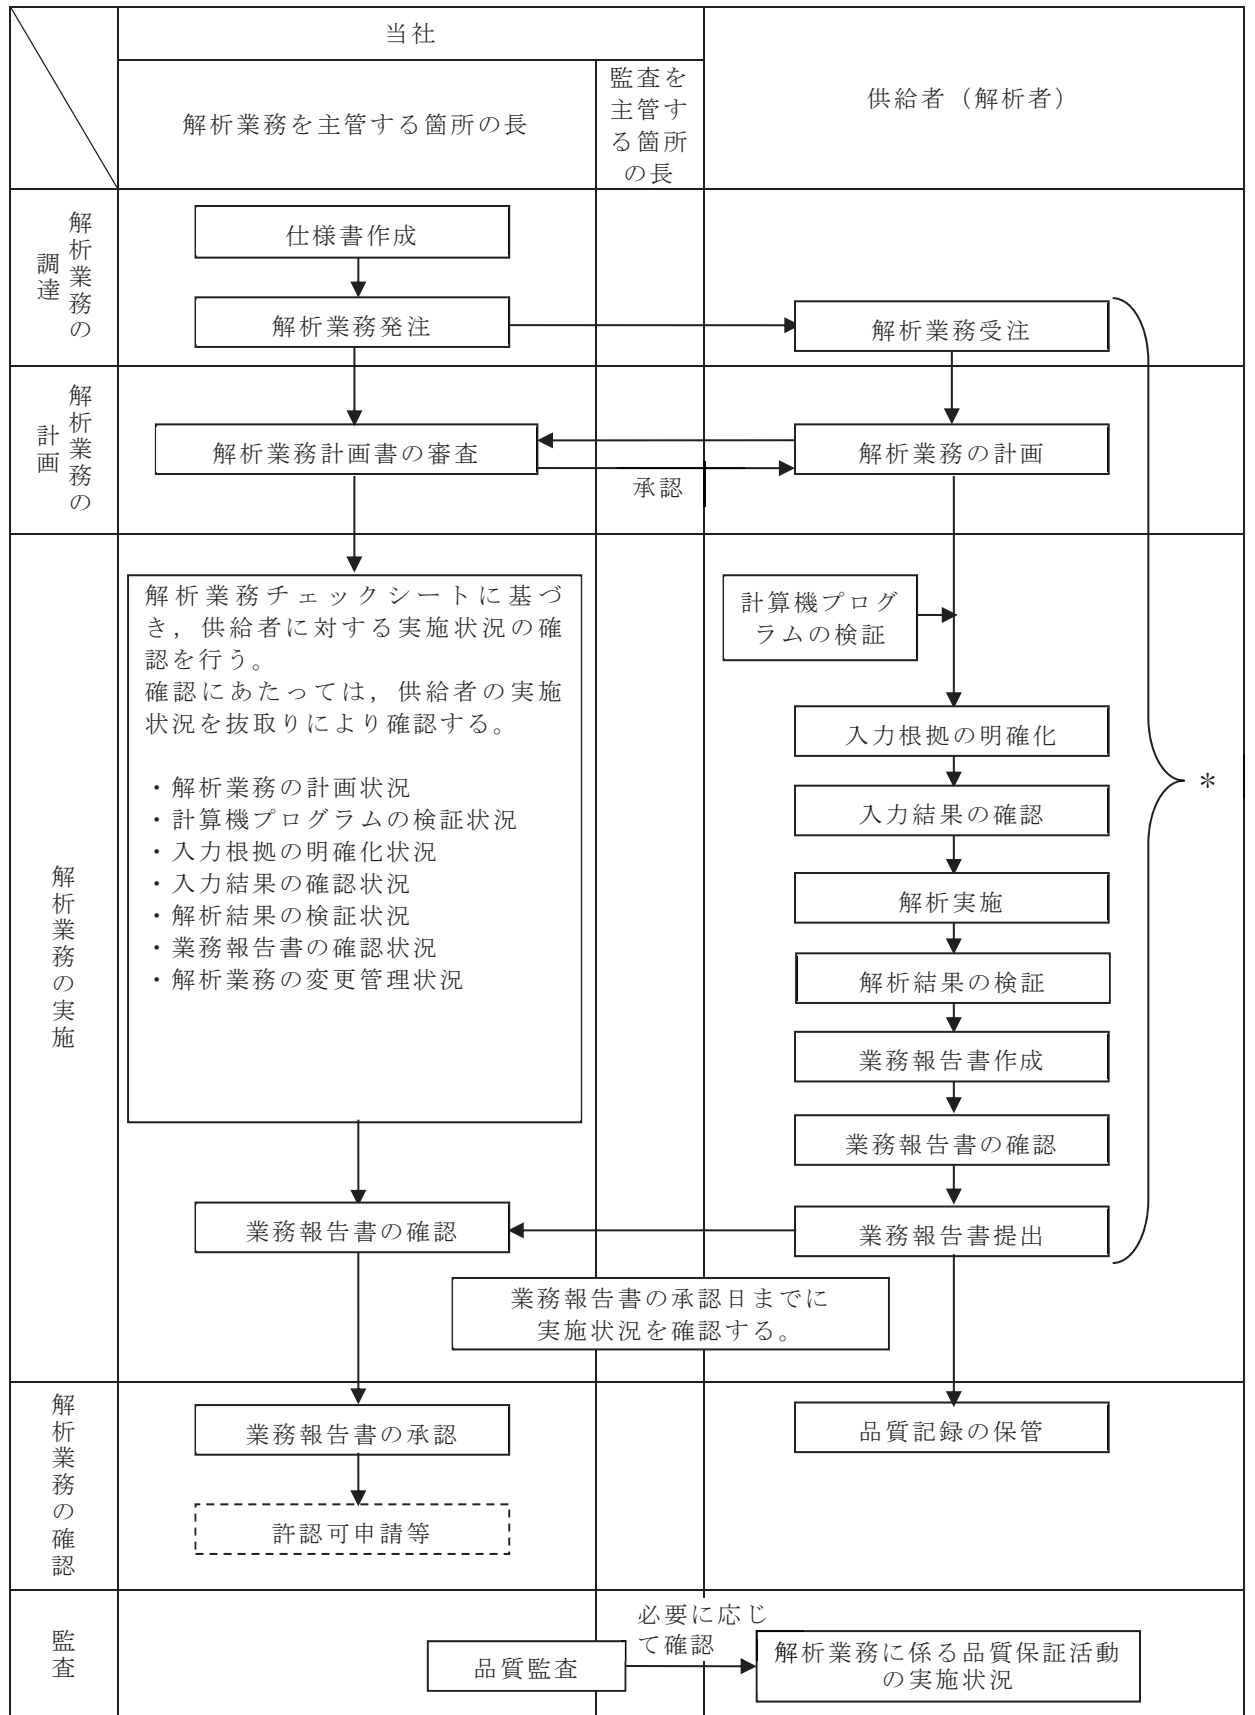 当社
供給者（解析者）
解析業務を主管する箇所の長
監査を
主管す
る箇所
の長
解析業務の
調達
仕様書作成
解析業務発注
解析業務受注
解析業務の
計画
解析業務計画書の審査
解析業務の計画
承認
解析業務の実施
解析業務チェックシートに基づ
き，供給者に対する実施状況の確
認を行う。
確認にあたっては，供給者の実施
状況を抜取りにより確認する。
・解析業務の計画状況
・計算機プログラムの検証状況
・入力根拠の明確化状況
・入力結果の確認状況
・解析結果の検証状況
・業務報告書の確認状況
・解析業務の変更管理状況
計算機プログ
ラムの検証
入力根拠の明確化
入力結果の確認
解析実施
解析結果の検証
業務報告書作成
業務報告書の確認
業務報告書提出
＊
業務報告書の確認
業務報告書の承認日までに
実施状況を確認する。
解析業務の確認
業務報告書の承認
品質記録の保管
許認可申請等
監査
品質監査
必要に応じ
て確認
解析業務に係る品質保証活動
の実施状況